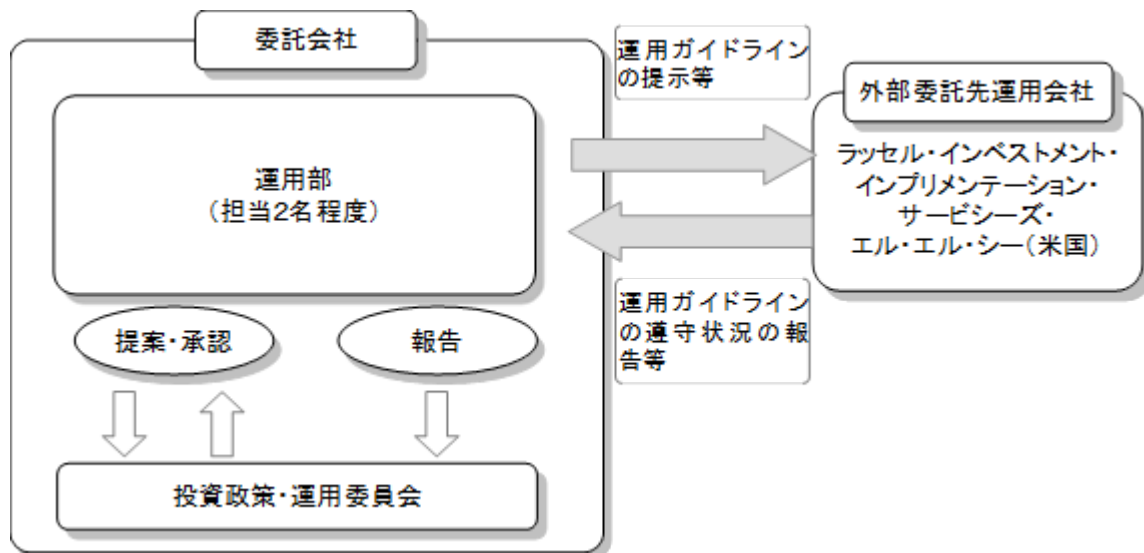 委託会社
運用部
（担当2名程度）
提案・承認
報告
投資政策・運用委員会
運用ガイドライン
の提示等
運用ガイドライン
の遵守状況の報
告等
外部委託先運用会社
ラッセル・インベストメント・
インプリメンテーション・
サービシーズ・
エル・エル・シー（米国）